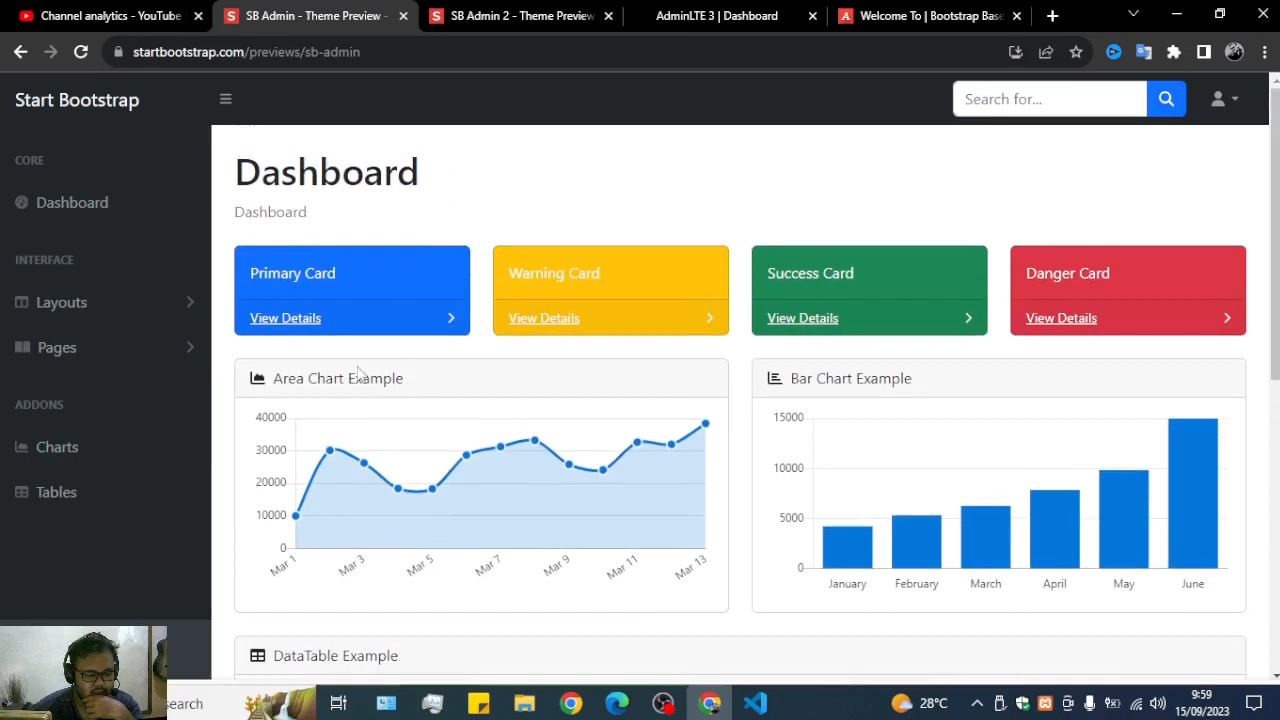 Channel analytics - YouTube
SB Admin - Theme Preview -
SB Admin 2 - Theme Preview
AdminLTE 3 | Dashboard
Welcome To | Bootstrap Base
startbootstrap.com/previews/sb-admin
Start Bootstrap
Search for...
CORE
Dashboard
INTERFACE
Layouts
Pages
ADDONS
Charts
Tables
Dashboard
Dashboard
Primary Card
View Details
Warning Card
View Details
Success Card
View Details
Danger Card
View Details
Area Chart Example
40000
30000
20000
10000
0
Mar 1
Mar 3
Mar 5
Mar 7
Mar 9
Mar 11
Mar 13
Bar Chart Example
15000
10000
5000
0
January
February
March
April
May
June
DataTable Example
search
28°C
9:59
15/09/2023